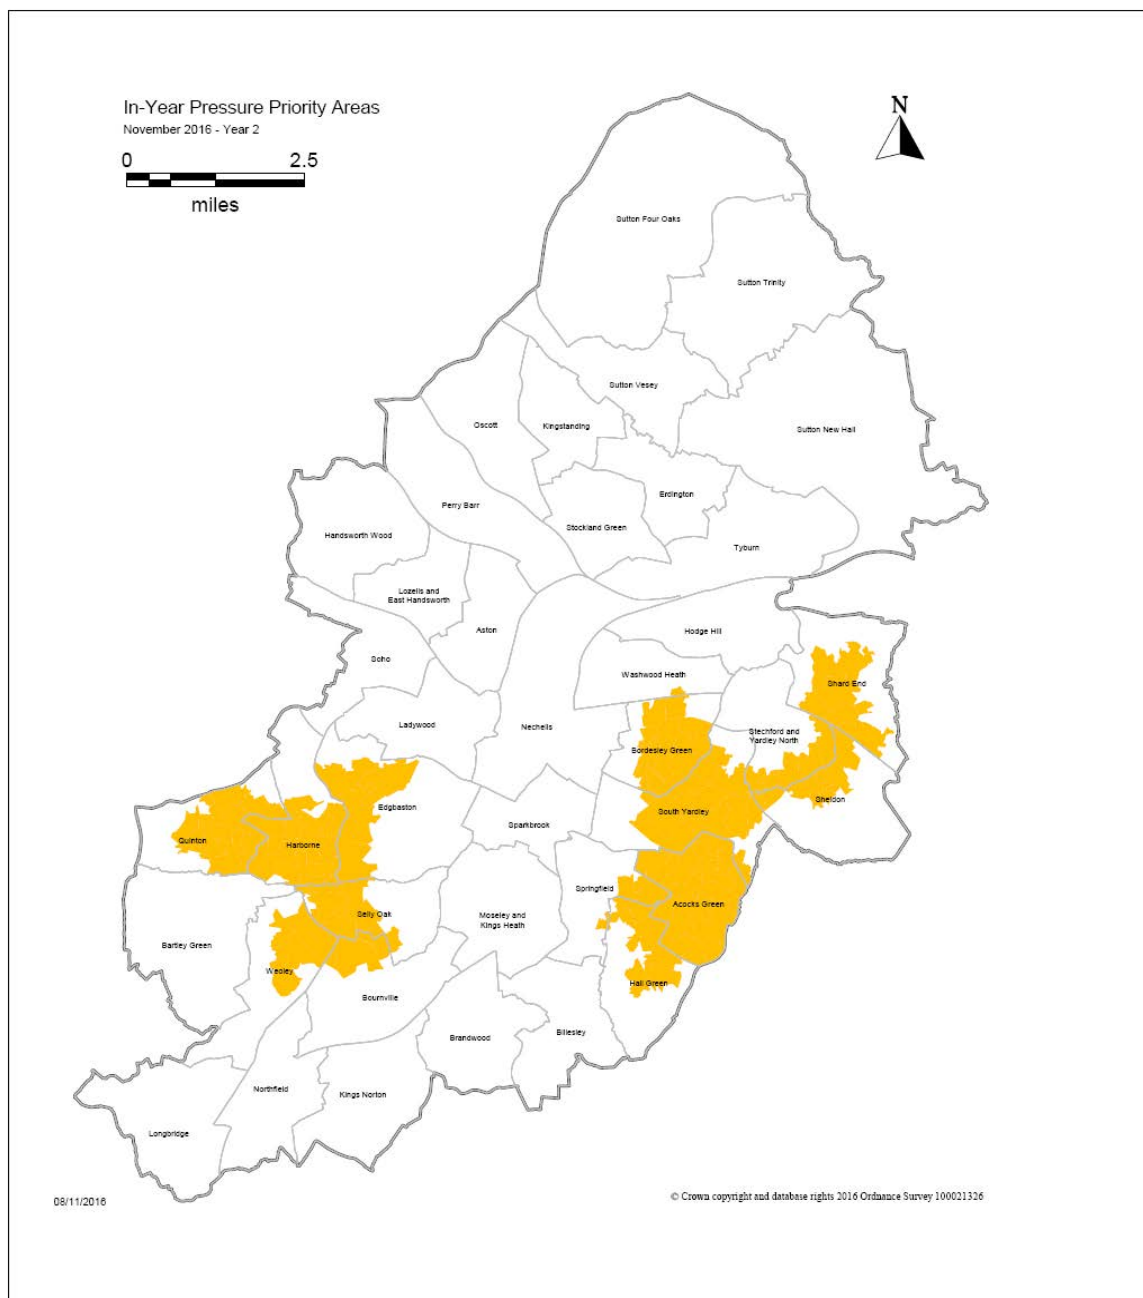 In-Year Pressure Priority Areas
November 2016 - Year 2
0 2.5
miles
N
Sutton Four Oaks
Sutton Trinity
Sutton Vesey
Oscott
Kingstanding
Sutton New Hall
Erdington
Perry Barr
Stockland Green
Handsworth Wood
Tyburn
Lozells and
East Handsworth
Aston
Hodge Hill
Soho
Washwood Heath
Shard End
Ladywood
Nechells
Stechford and
Yardley North
Bordesley Green
Sheldon
Edgbaston
South Yardley
Sparkbrook
Quinton
Harborne
Springfield
Acocks Green
Selly Oak
Moseley and
Kings Heath
Bartley Green
Weoley
Hall Green
Bournville
Billesley
Brandwood
Northfield
Kings Norton
Longbridge
08/11/2016
© Crown copyright and database rights 2016 Ordnance Survey 100021326